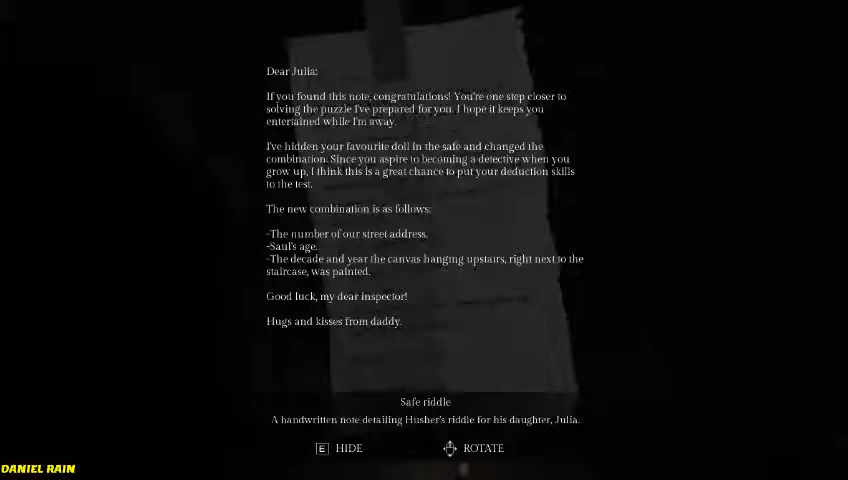 Dear Julia:
If you found this note, congratulations! You're one step closer to
solving the puzzle I've prepared for you. I hope it keeps you
entertained while I'm away.
I've hidden your favourite doll in the safe and changed the
combination. Since you aspire to becoming a detective when you
grow up, I think this is a great chance to put your deduction skills
to the test.
The new combination is as follows:
-The number of our street address.
-Saul's age.
-The decade and year the canvas hanging upstairs, right next to the
staircase, was painted.
Good luck, my dear inspector!
Hugs and kisses from daddy.
Safe riddle
A handwritten note detailing Husher's riddle for his daughter, Julia.
E HIDE ROTATE
DANIEL RAIN